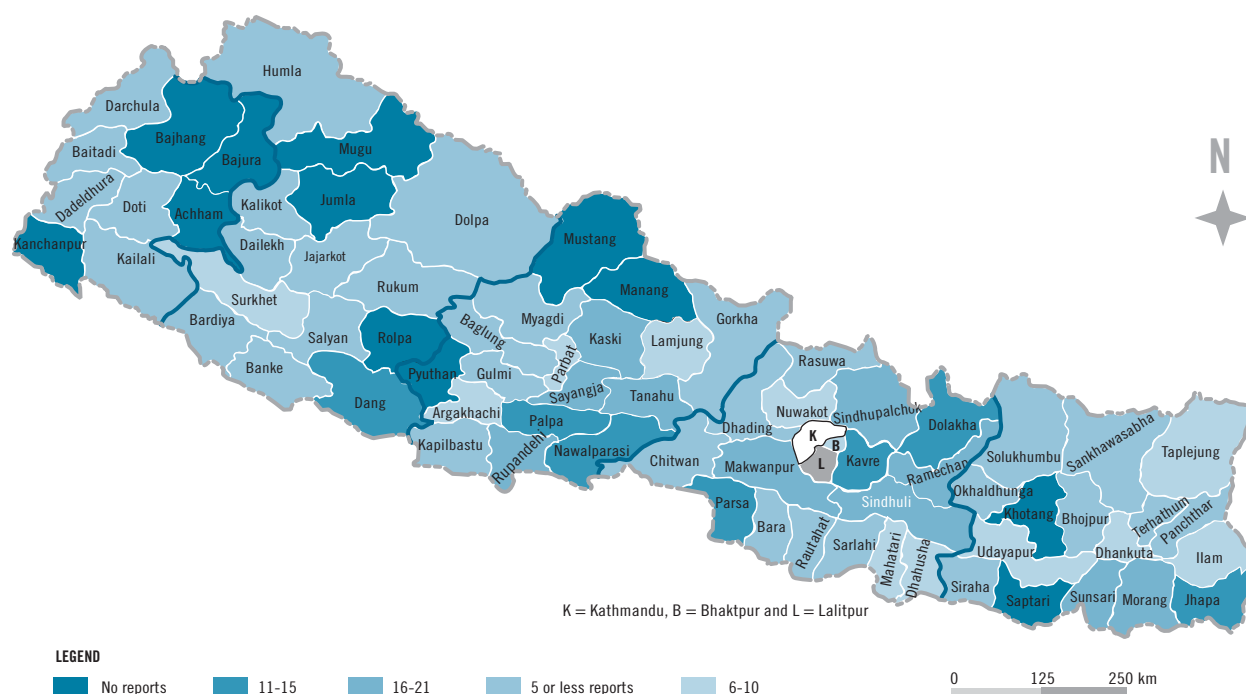 Humla
Darchula
Bajhang
N
Baitadi
Bajura
Mugu
Dadeldhura
Doti
Achham
Kalikot
Jumla
Dolpa
Kanchanpur
Kailali
Dailekh
Jajarkot
Mustang
Surkhet
Rukum
Manang
Bardiya
Salyan
Rolpa
Baglung
Myagdi
Kaski
Lamjung
Gorkha
Banke
Pyuthan
Gulmi
Parbat
Rasuwa
Dang
Argakhachi
Sayangja
Tanahu
Nuwakot
Sindhupalchok
Palpa
Dhading
Dolakha
Kapilbastu
Rupandehi
Nawalparasi
K
B
L
Kavre
Chitwan
Makwanpur
Ramechap
Solukhumbu
Sankhawasabha
Taplejung
Parsa
Sindhuli
Okhaldhunga
Khotang
Bhojpur
Terhathum
Panchthar
Bara
Rautahat
Sarlahi
Mahatari
Dhahusha
Udayapur
Dhankuta
Ilam
Siraha
Saptari
Sunsari
Morang
Jhapa
K = Kathmandu, B = Bhaktpur and L = Lalitpur
LEGEND
No reports 11-15 16-21 5 or less reports 6-10
0 125 250 km